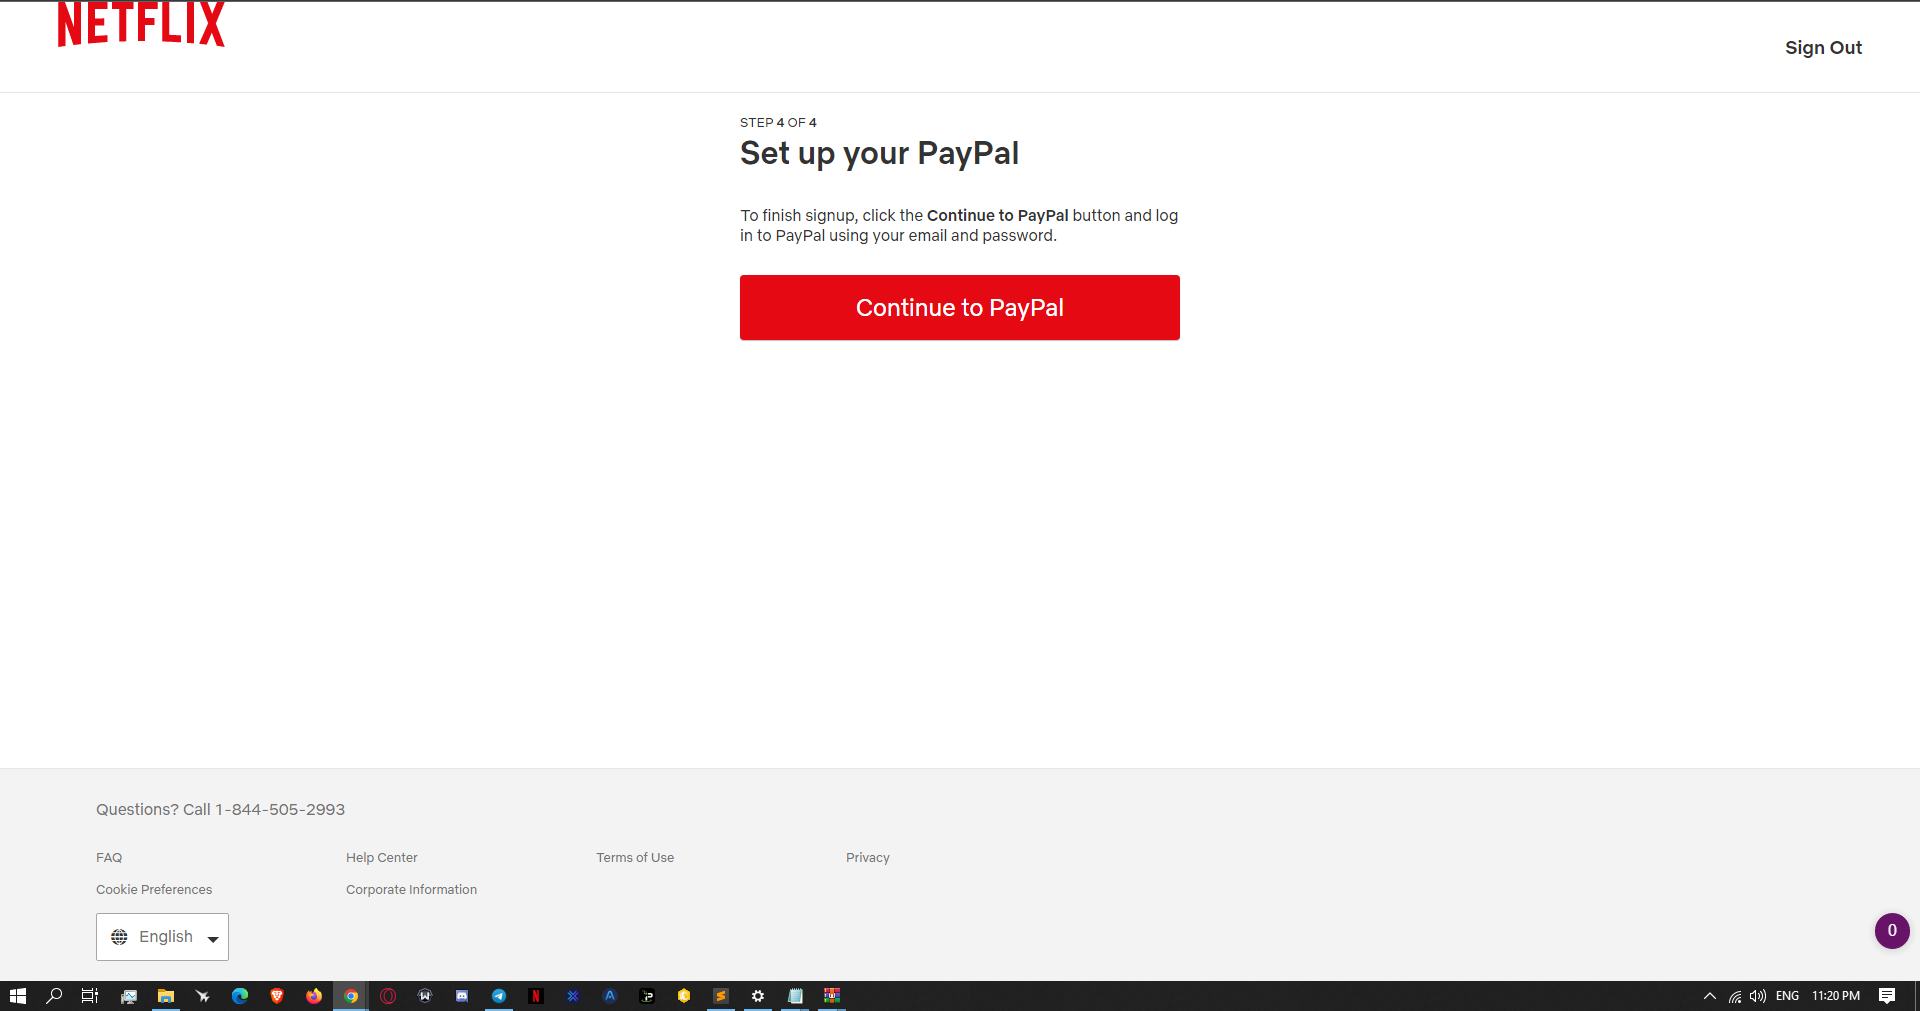 NETFLIX
Sign Out
STEP 4 OF 4
Set up your PayPal
To finish signup, click the Continue to PayPal button and log
in to PayPal using your email and password.
Continue to PayPal
Questions? Call 1-844-505-2993
FAQ
Help Center
Terms of Use
Privacy
Cookie Preferences
Corporate Information
English
0
ENG
11:20 PM